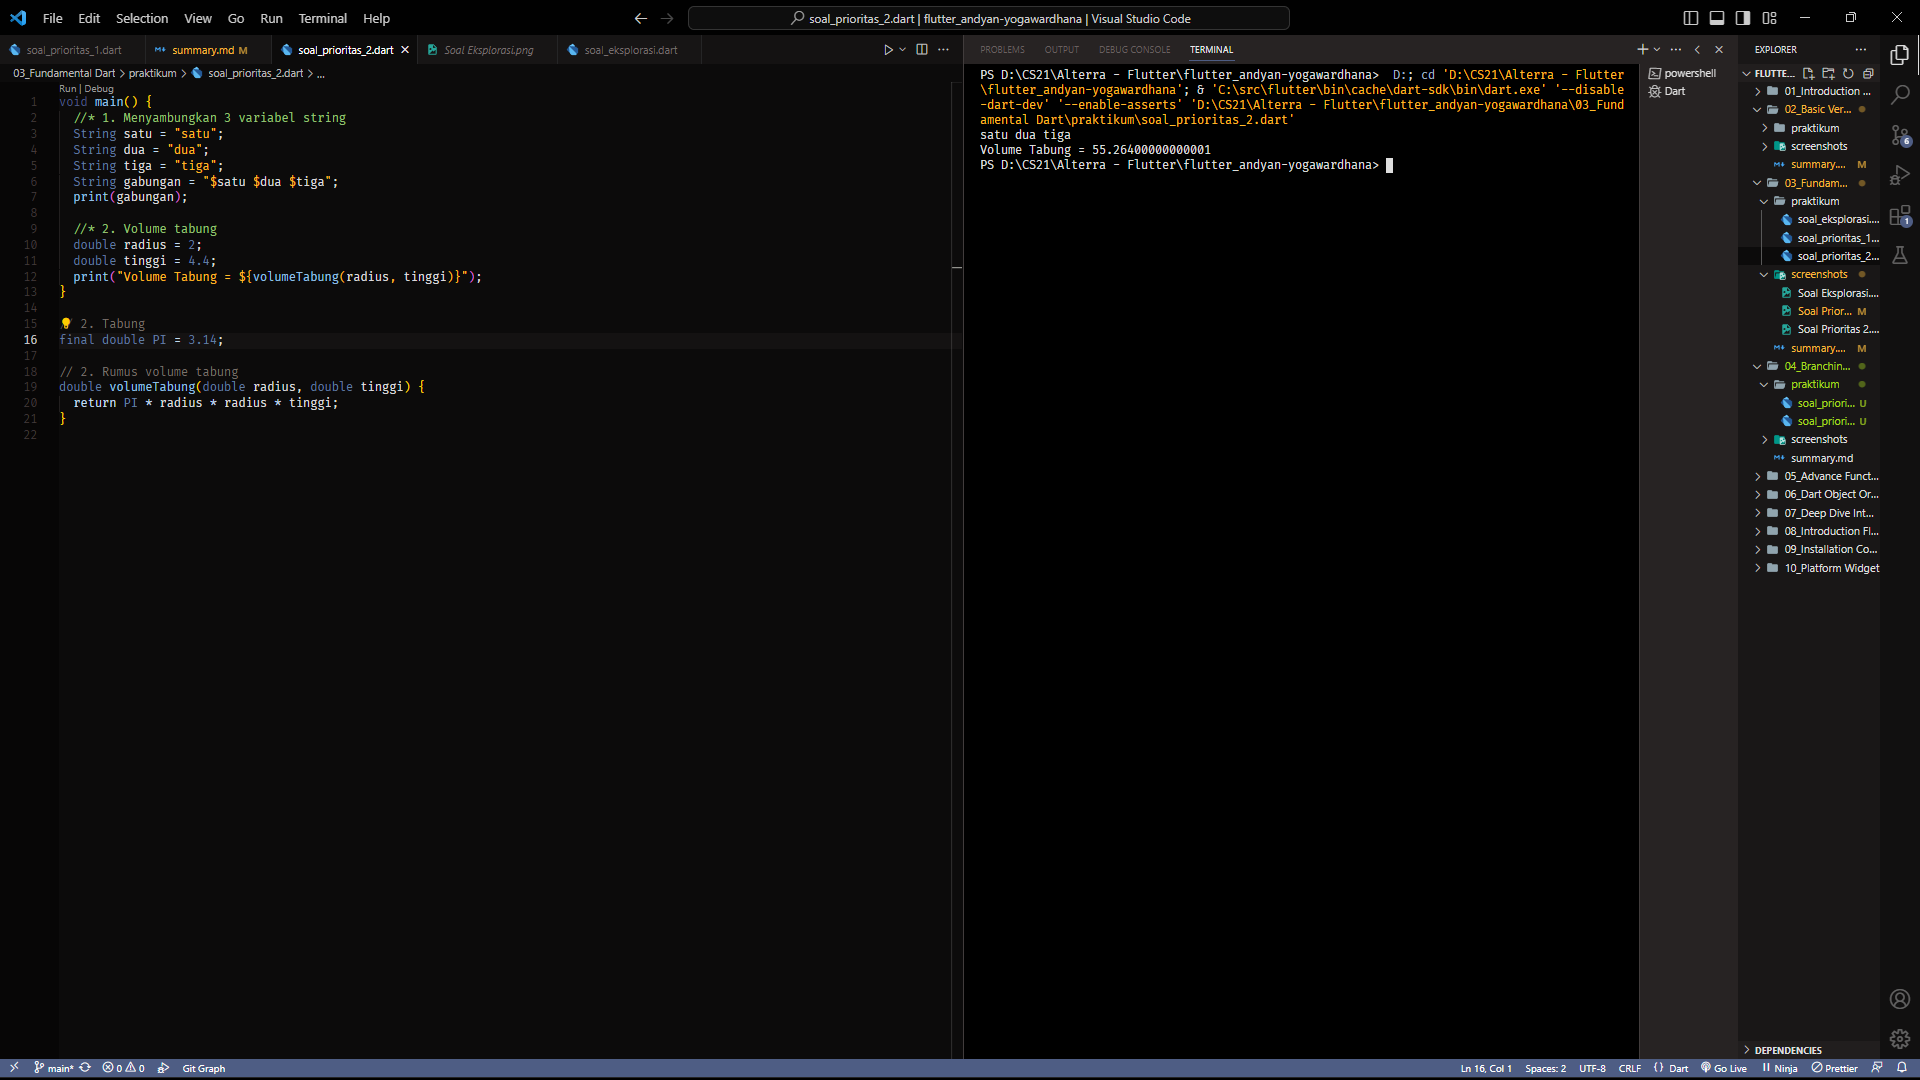 File Edit Selection View Go Run Terminal Help
soal_prioritas_2.dart | flutter_andyan-yogawardhana | Visual Studio Code
soal_prioritas_1.dart
summary.md M
soal_prioritas_2.dart
Soal Eksplorasi.png
soal_eksplorasi.dart
03_Fundamental Dart > praktikum > soal_prioritas_2.dart > ...
Run | Debug
1 void main() {
2 //* 1. Menyambungkan 3 variabel string
3 String satu = "satu";
4 String dua = "dua";
5 String tiga = "tiga";
6 String gabungan = "$satu $dua $tiga";
7 print(gabungan);
8
9 //* 2. Volume tabung
10 double radius = 2;
11 double tinggi = 4.4;
12 print("Volume Tabung = ${volumeTabung(radius, tinggi)}");
13 }
14
15 2. Tabung
16 final double PI = 3.14;
17
18 // 2. Rumus volume tabung
19 double volumeTabung(double radius, double tinggi) {
20 return PI * radius * radius * tinggi;
21 }
22
PROBLEMS OUTPUT DEBUG CONSOLE TERMINAL
PS D:\CS21\Alterra - Flutter\flutter_andyan-yogawardhana> D:; cd 'D:\CS21\Alterra - Flutter
\flutter_andyan-yogawardhana'; & 'C:\src\flutter\bin\cache\dart-sdk\bin\dart.exe' '--disable
-dart-dev' '--enable-asserts' 'D:\CS21\Alterra - Flutter\flutter_andyan-yogawardhana\03_Fund
amental Dart\praktikum\soal_prioritas_2.dart'
satu dua tiga
Volume Tabung = 55.26400000000001
PS D:\CS21\Alterra - Flutter\flutter_andyan-yogawardhana>
powershell
Dart
EXPLORER
FLUTTE...
01_Introduction ...
02_Basic Ver...
praktikum
screenshots
summary.... M
03_Fundam...
praktikum
soal_eksplorasi....
soal_prioritas_1...
soal_prioritas_2...
screenshots
Soal Eksplorasi....
Soal Prior... M
Soal Prioritas 2....
summary.... M
04_Branchin...
praktikum
soal_priori... U
soal_priori... U
screenshots
summary.md
05_Advance Funct...
06_Dart Object Or...
07_Deep Dive Int...
08_Introduction Fl...
09_Installation Co...
10_Platform Widget
DEPENDENCIES
6
1
main* 0 0 Git Graph
Ln 16, Col 1 Spaces: 2 UTF-8 CRLF { } Dart Go Live Ninja Prettier